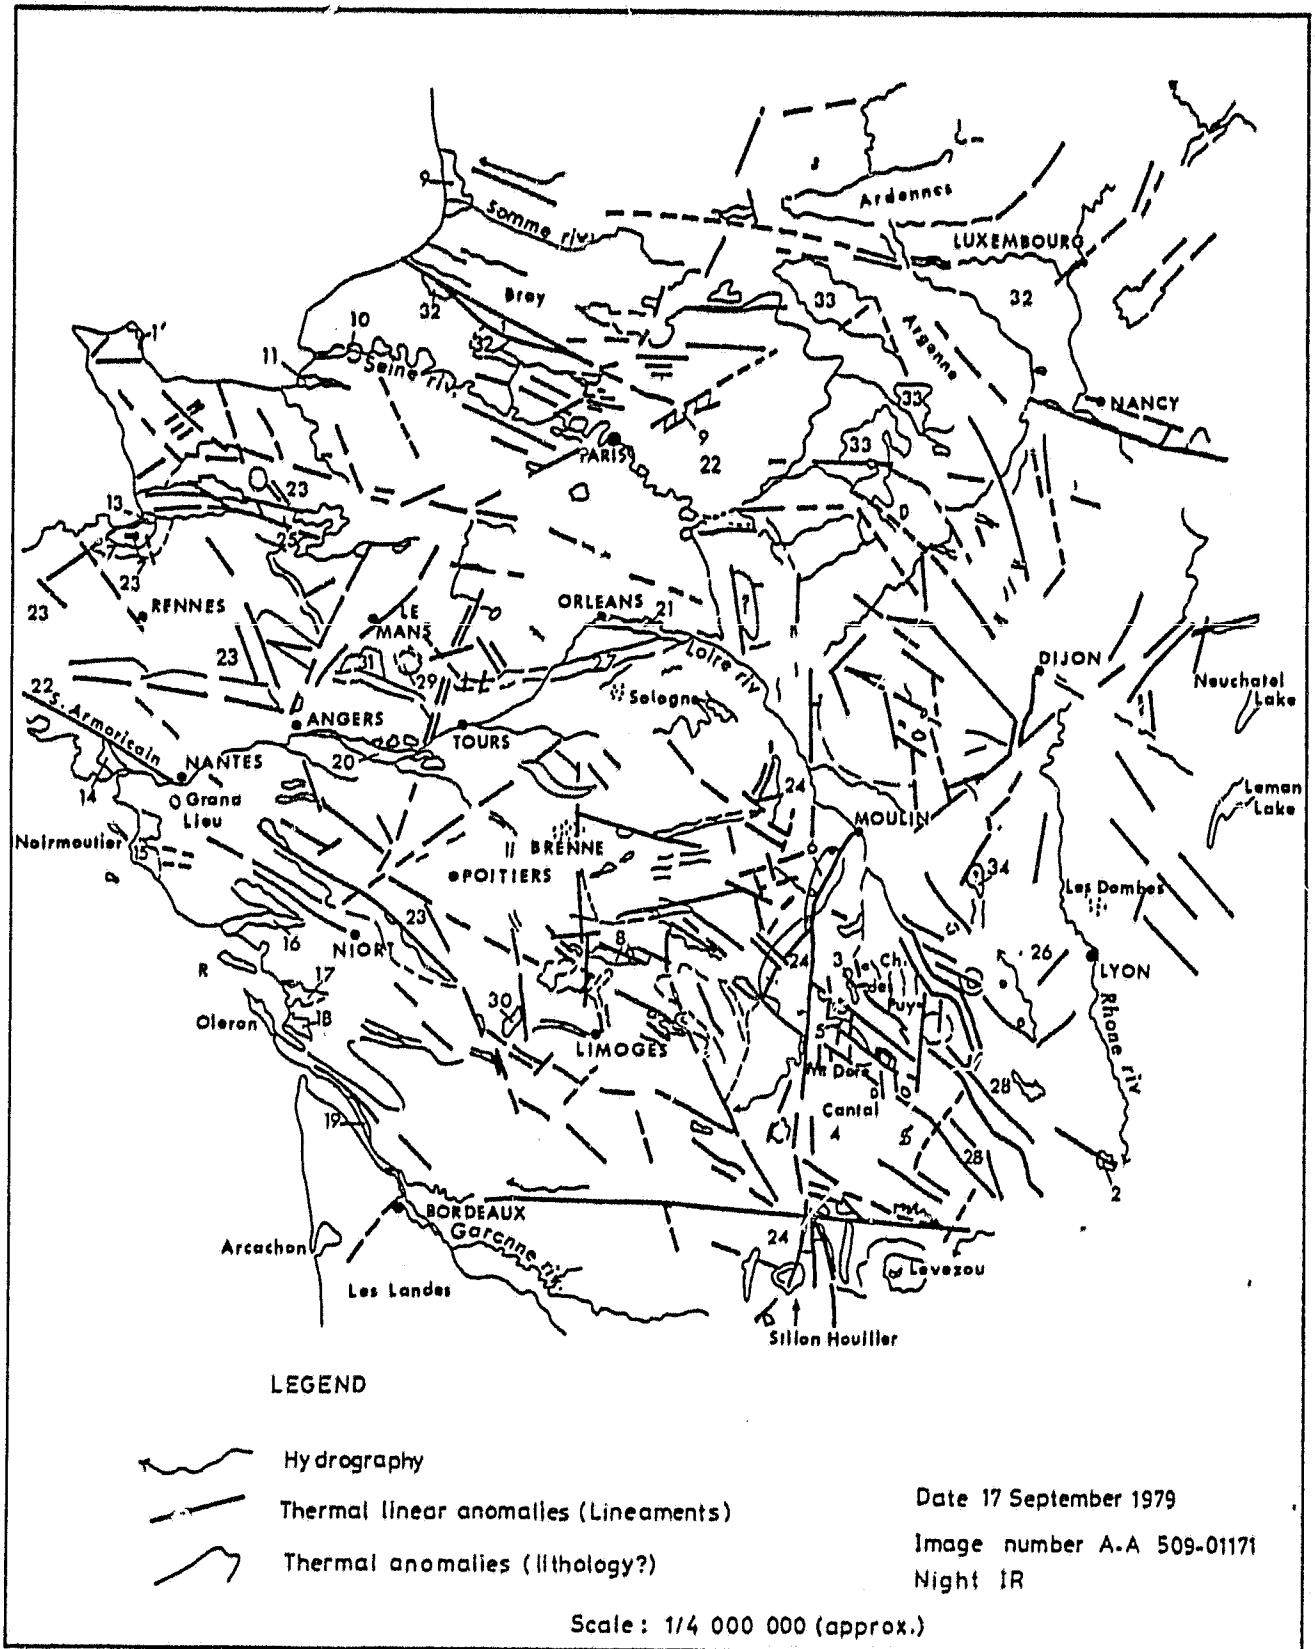 Ardennes
Somme riv.
LUXEMBOURG
Bray
33
32
32
1'
10
1
Argonne
11
32
Seine riv.
33
NANCY
9
33
PARIS
22
23
13
25
7
7
23
23
RENNES
ORLEANS
21
?
LE
MANS
23
31
27
Loire riv
DIJON
29
22
S. Armoricain
Sologne
Neuchatel
Lake
ANGERS
TOURS
NANTES
20
14
24
Leman
Lake
Grand
Lieu
MOULIN
Noirmoutier
15
BRENNE
34
POITIERS
Les Dombes
23
16
NIORT
8
24
3
la Ch.
des
Puys
26
LYON
R
17
30
Oleron
18
5
LIMOGES
Rhone riv
Mt Dore
28
Cantal
19
4
28
2
BORDEAUX
24
Arcachon
Garonne riv.
Levezou
Les Landes
Sillon Houiller
LEGEND
Hydrography
Thermal linear anomalies (Lineaments)
Thermal anomalies (lithology?)
Date 17 September 1979
Image number A.A 509-01171
Night IR
Scale: 1/4 000 000 (approx.)